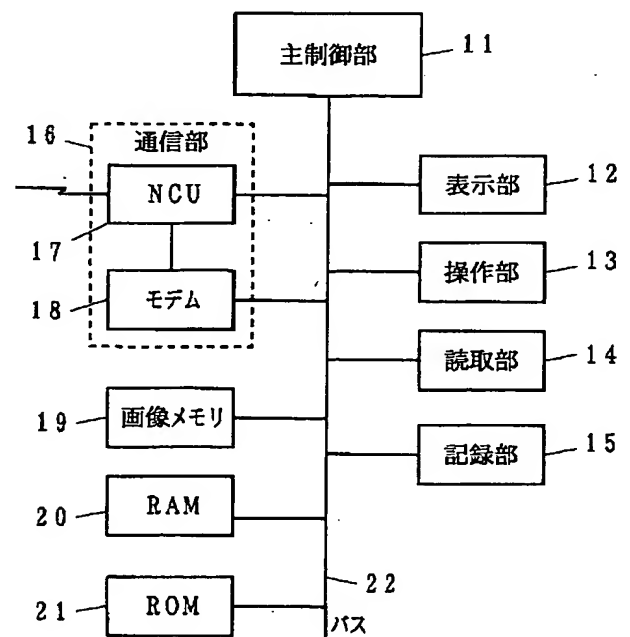 主制御部
11
16
通信部
NCU
17
モデム
18
表示部
12
操作部
13
読取部
14
記録部
15
画像メモリ
19
RAM
20
ROM
21
22
バス